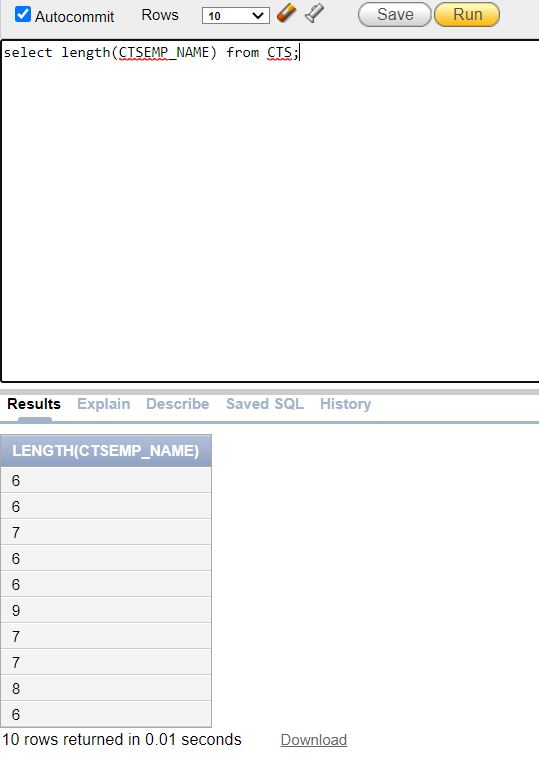 Autocommit Rows 10 Save Run
select length(CTSEMP_NAME) from CTS;
Results Explain Describe Saved SQL History
LENGTH(CTSEMP_NAME)
6
6
7
6
6
9
7
7
8
6
10 rows returned in 0.01 seconds Download